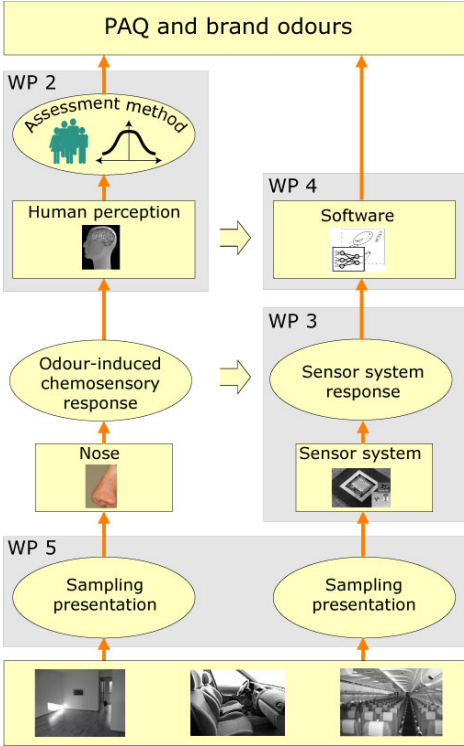 PAQ and brand odours
WP 2
Assessment method
Human perception
WP 4
Software
WP 3
Odour-induced
chemosensory
response
Sensor system
response
Nose
Sensor system
WP 5
Sampling
presentation
Sampling
presentation